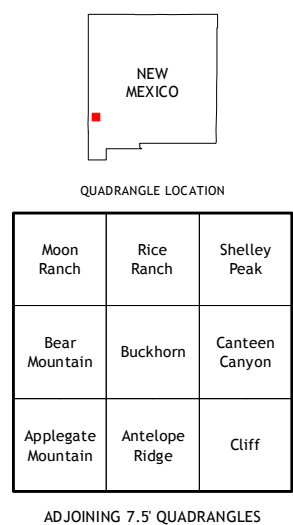 NEW
MEXICO
QUADRANGLE LOCATION
Moon
Ranch
Rice
Ranch
Shelley
Peak
Bear
Mountain
Buckhorn
Canteen
Canyon
Applegate
Mountain
Antelope
Ridge
Cliff
ADJOINING 7.5' QUADRANGLES